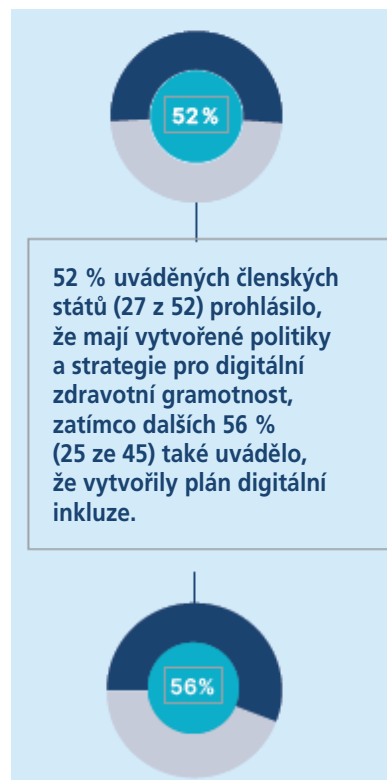 52%
52 % uváděných členských
států (27 z 52) prohlásilo,
že mají vytvořené politiky
a strategie pro digitální
zdravotní gramotnost,
zatímco dalších 56 %
(25 ze 45) také uvádělo,
že vytvořily plán digitální
inkluze.
56%